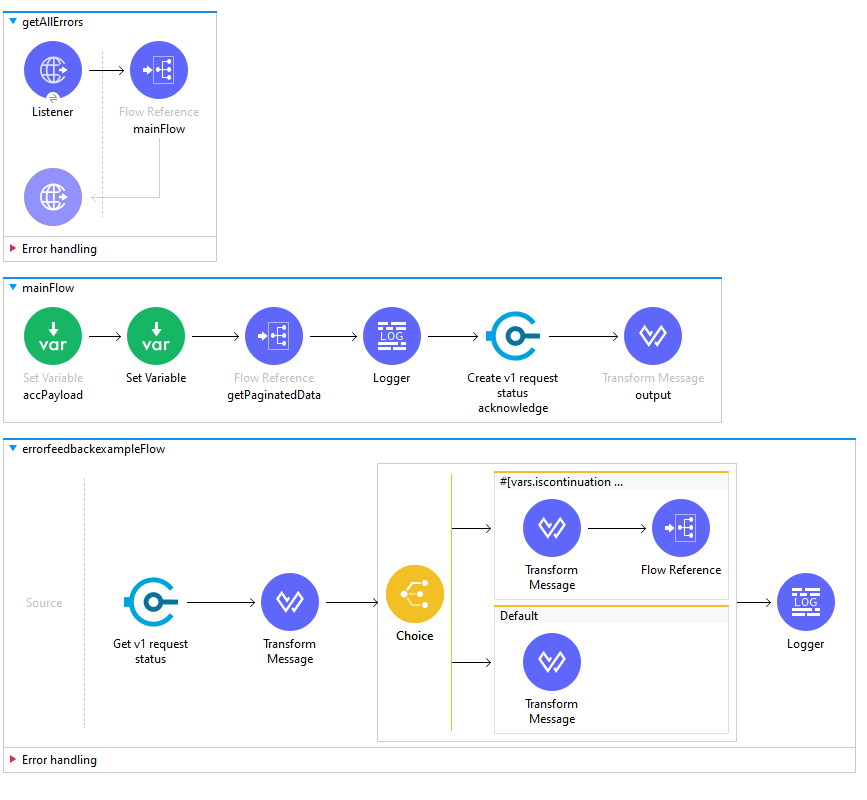 getAllErrors
Listener
Flow Reference
mainFlow
Error handling
mainFlow
var
var
LOG
Set Variable
accPayload
Set Variable
Flow Reference
getPaginatedData
Logger
Create v1 request
status
acknowledge
Transform Message
output
errorfeedbackexampleFlow
Source
Get v1 request
status
Transform
Message
Choice
#[vars.iscontinuation ...
Transform
Message
Flow Reference
Default
Transform
Message
LOG
Logger
Error handling